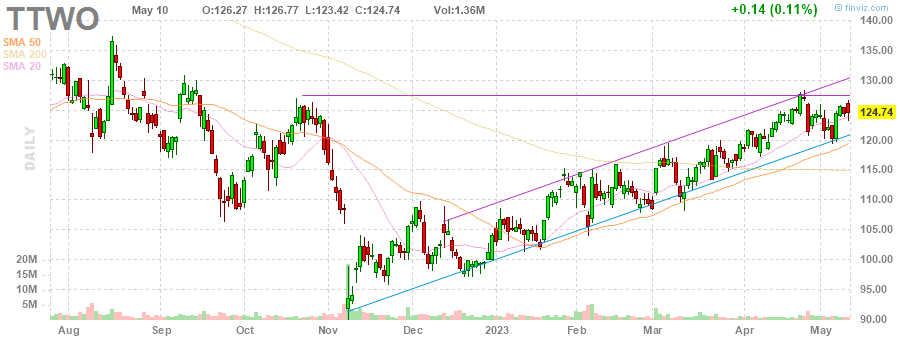 TTWO May 10 O:126.27 H:126.77 L:123.42 C:124.74 Vol:1.36M +0.14 (0.11%) © finviz.com
SMA 50
SMA 200
SMA 20
DAILY
140.00
135.00
130.00
124.74
120.00
115.00
110.00
105.00
100.00
95.00
90.00
20M
15M
10M
5M
Aug Sep Oct Nov Dec 2023 Feb Mar Apr May